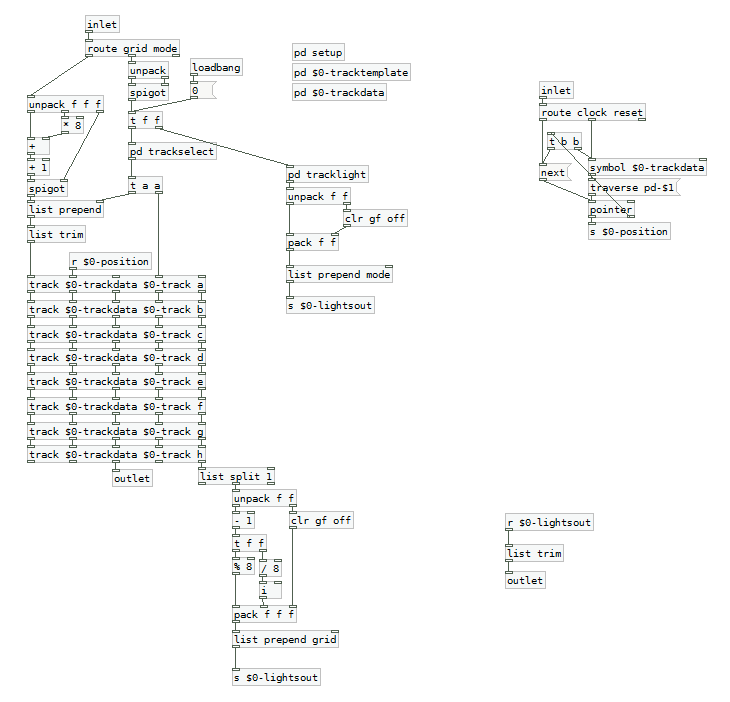 inlet
route grid mode
unpack
loadbang
pd setup
pd $0-tracktemplate
pd $0-trackdata
spigot
0
unpack f f f
* 8
t f f
+
+ 1
pd trackselect
spigot
t a a
list prepend
list trim
r $0-position
track $0-trackdata $0-track a
track $0-trackdata $0-track b
track $0-trackdata $0-track c
track $0-trackdata $0-track d
track $0-trackdata $0-track e
track $0-trackdata $0-track f
track $0-trackdata $0-track g
track $0-trackdata $0-track h
outlet
list split 1
unpack f f
- 1
clr gf off
t f f
% 8
/ 8
i
pack f f f
list prepend grid
s $0-lightsout
pd tracklight
unpack f f
clr gf off
pack f f
list prepend mode
s $0-lightsout
inlet
route clock reset
t b b
next
symbol $0-trackdata
traverse pd-$1
pointer
s $0-position
r $0-lightsout
list trim
outlet